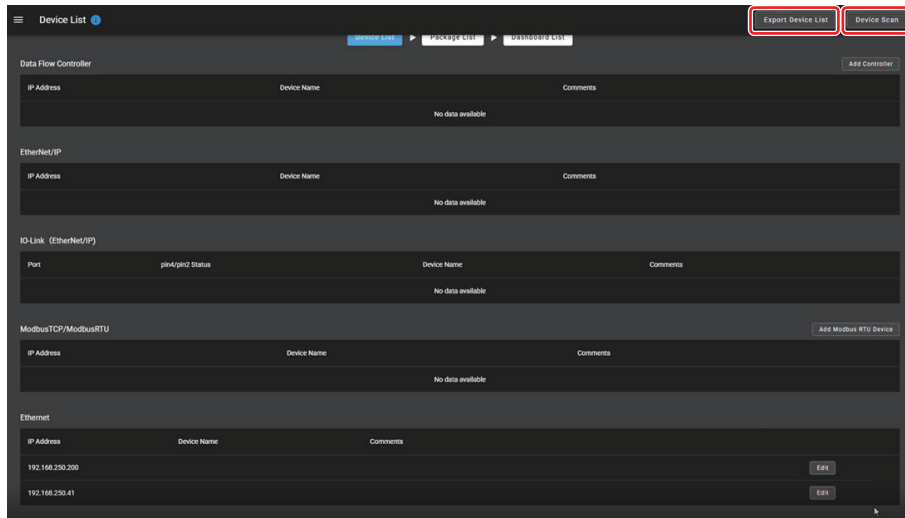 Device List
Export Device List
Device Scan
Device List
Package List
Dashboard List
Data Flow Controller
Add Controller
IP Address Device Name Comments
No data available
EtherNet/IP
IP Address Device Name Comments
No data available
IO-Link (EtherNet/IP)
Port pin4/pin2 Status Device Name Comments
No data available
ModbusTCP/ModbusRTU
Add Modbus RTU Device
IP Address Device Name Comments
No data available
Ethernet
IP Address Device Name Comments
192.168.250.200 Edit
192.168.250.41 Edit